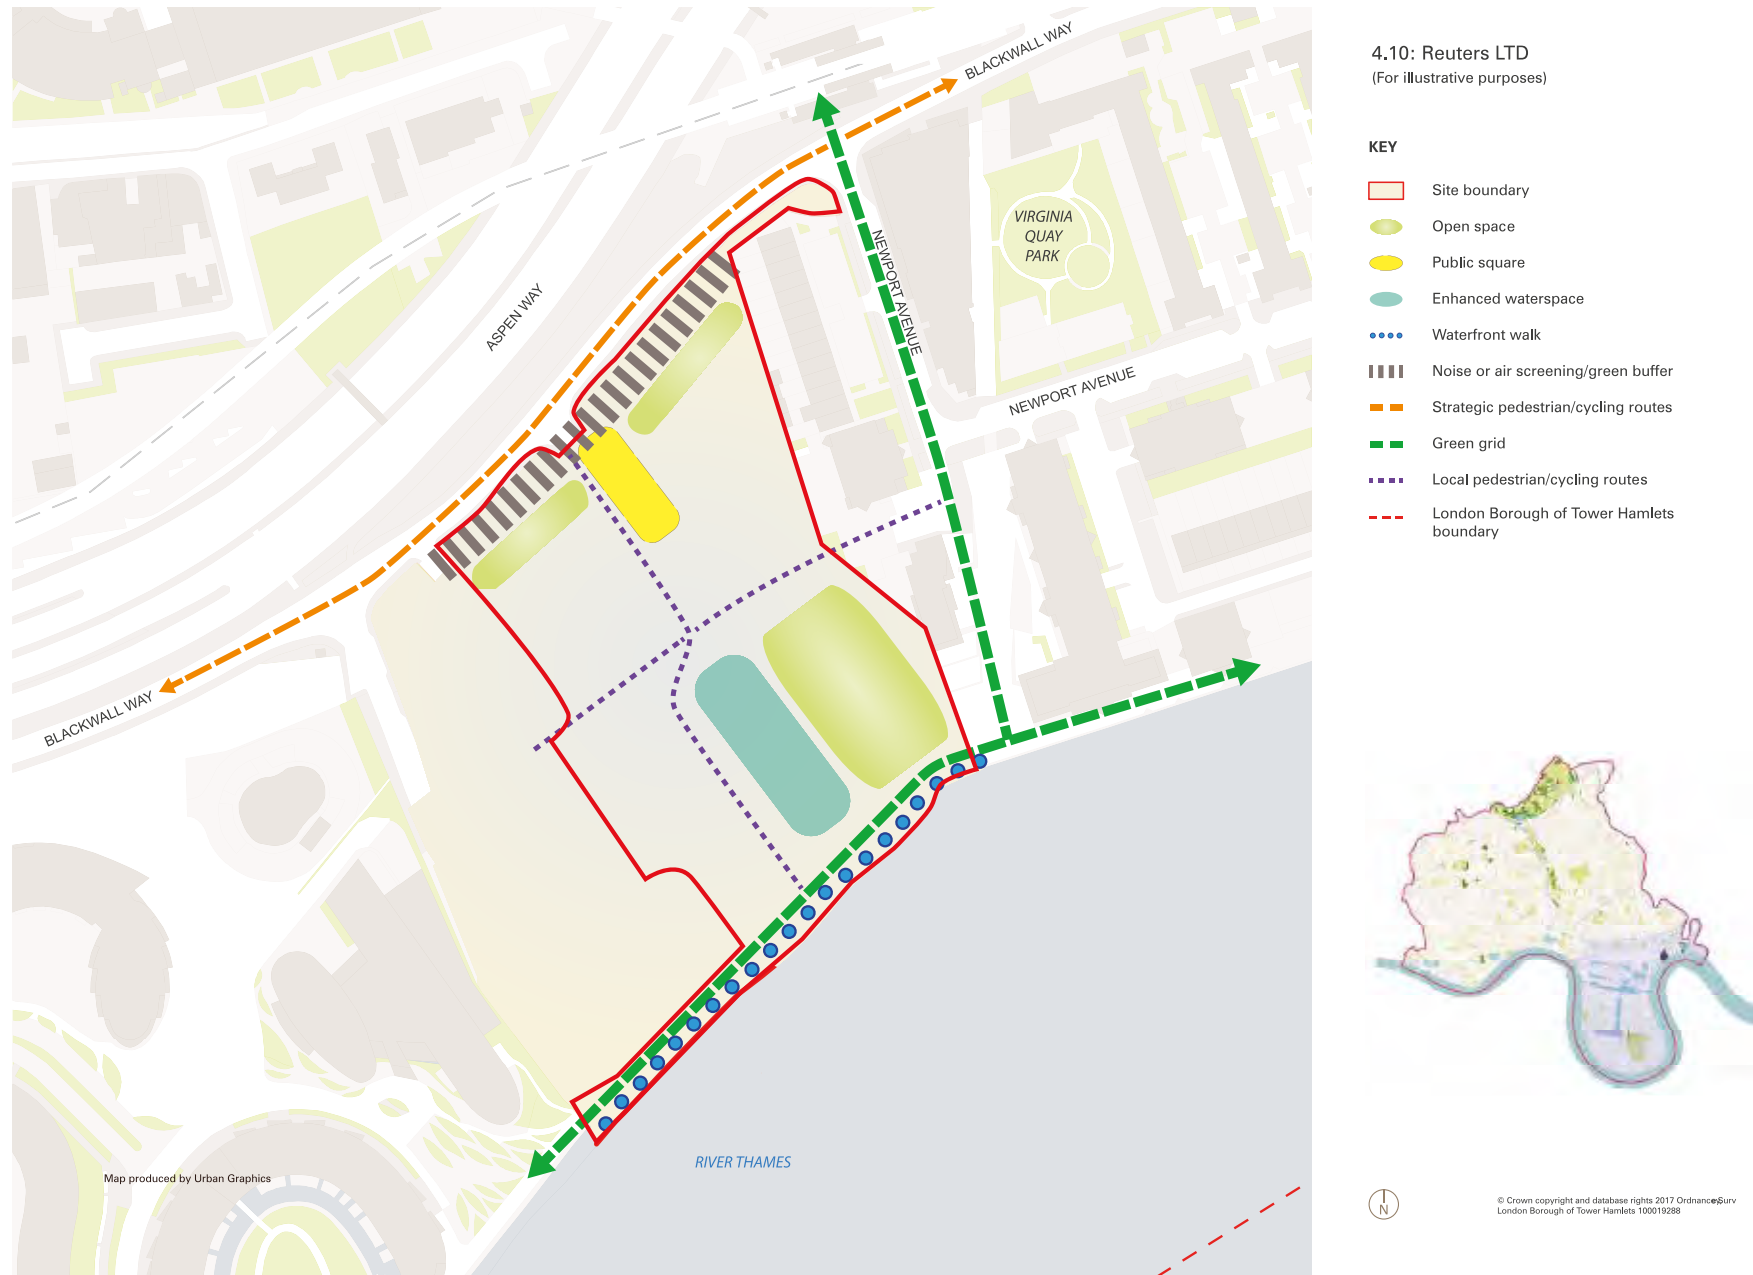 BLACKWALL WAY
4.10: Reuters LTD
(For illustrative purposes)
KEY
Site boundary
Open space
Public square
Enhanced waterspace
Waterfront walk
Noise or air screening/green buffer
Strategic pedestrian/cycling routes
Green grid
Local pedestrian/cycling routes
London Borough of Tower Hamlets
boundary
VIRGINIA
QUAY
PARK
NEWPORT AVENUE
ASPEN WAY
NEWPORT AVENUE
BLACKWALL WAY
RIVER THAMES
Map produced by Urban Graphics
N
© Crown copyright and database rights 2017 Ordnance Surv
London Borough of Tower Hamlets 100019288